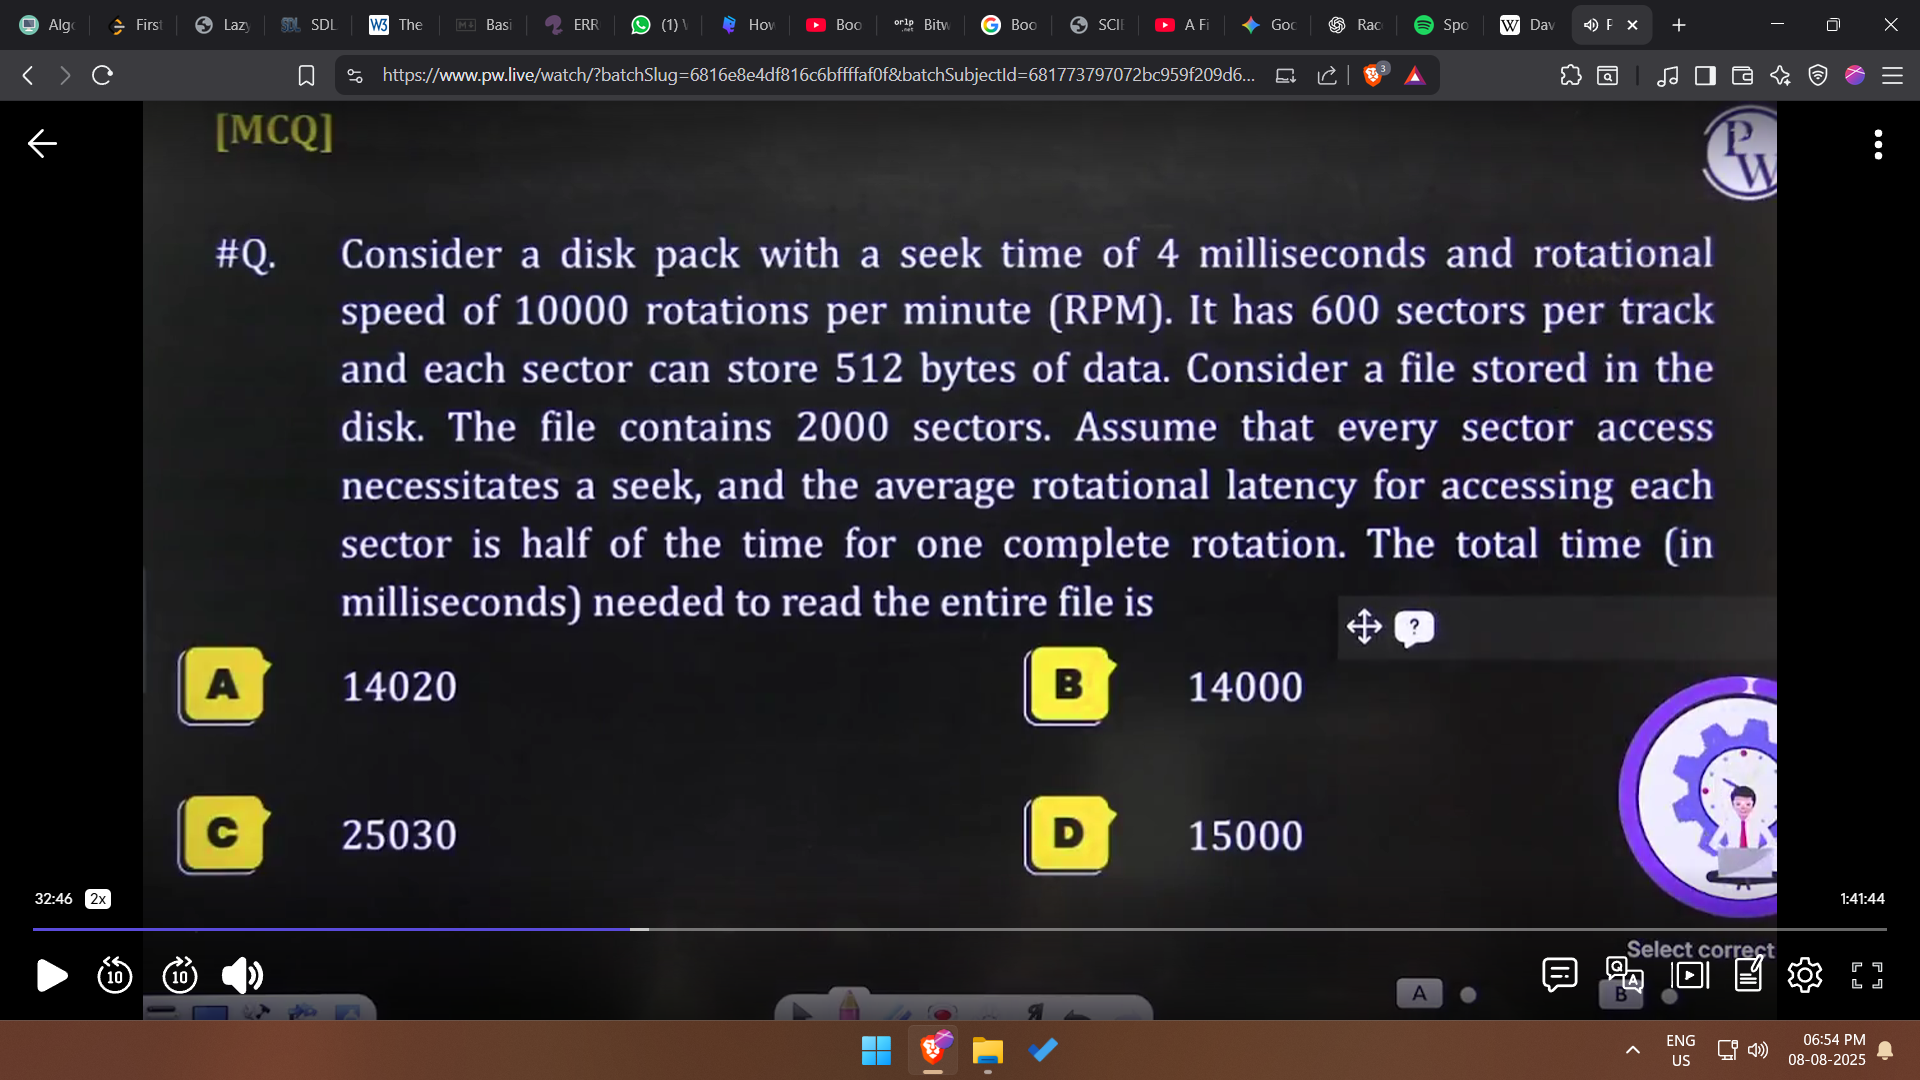 Algo
First
Lazy
SDL
W3 The
Basi
ERR
(1) W
How
Boo
orlp .net Bitw
Boo
SCIE
A Fi
Goo
Rac
Spo
W Dav
P
https://www.pw.live/watch/?batchSlug=6816e8e4df816c6bffffaf0f&batchSubjectId=681773797072bc959f209d6...
3
[MCQ]
PW
#Q. Consider a disk pack with a seek time of 4 milliseconds and rotational
speed of 10000 rotations per minute (RPM). It has 600 sectors per track
and each sector can store 512 bytes of data. Consider a file stored in the
disk. The file contains 2000 sectors. Assume that every sector access
necessitates a seek, and the average rotational latency for accessing each
sector is half of the time for one complete rotation. The total time (in
milliseconds) needed to read the entire file is
?
A 14020
B 14000
C 25030
D 15000
32:46 2x
1:41:44
Select correct
10
10
Q A
A
B
ENG
US
06:54 PM
08-08-2025